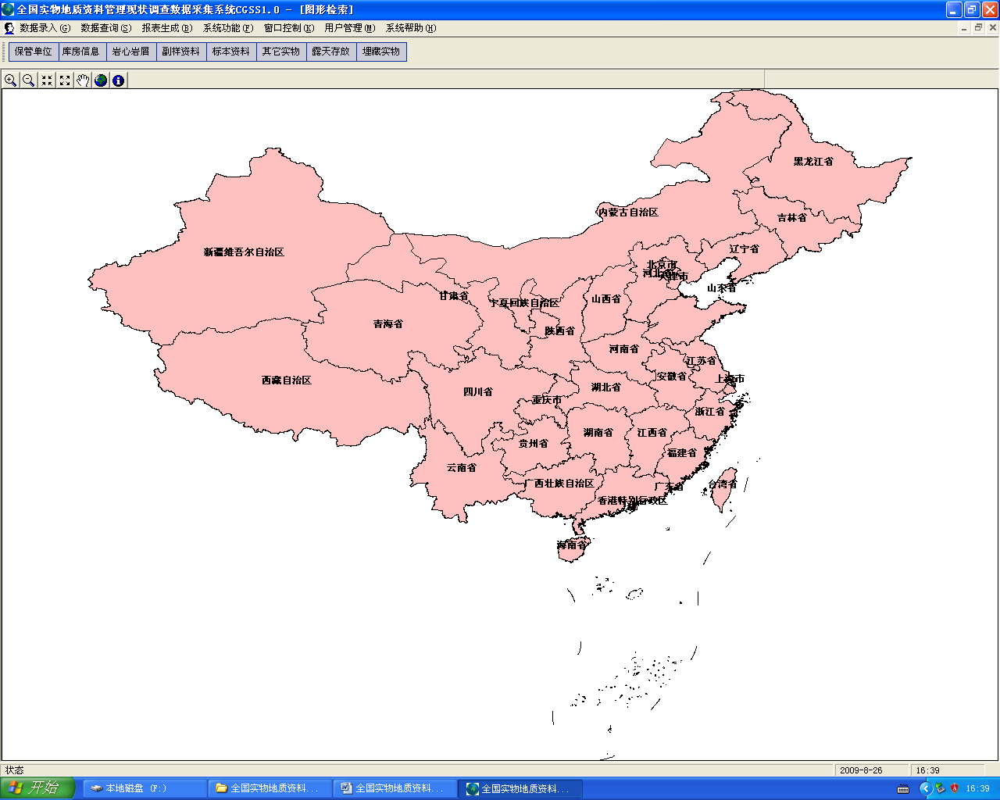 全国实物地质资料管理现状调查数据采集系统CGSS1.0 - [图形检索]
数据录入(G) 数据查询(S) 报表生成(B) 系统功能(F) 窗口控制(K) 用户管理(M) 系统帮助(H)
保管单位 库房信息 岩心岩屑 副样资料 标本资料 其它实物 露天存放 埋藏实物
黑龙江省
内蒙古自治区
吉林省
新疆维吾尔自治区
辽宁省
北京市
河北省
天津市
山东省
甘肃省
宁夏回族自治区
山西省
青海省
陕西省
河南省
江苏省
西藏自治区
安徽省
上海市
四川省
湖北省
重庆市
浙江省
湖南省
江西省
贵州省
福建省
云南省
广西壮族自治区
广东省
台湾省
香港特别行政区
海南省
状态 2009-8-26 16:39
开始 本地磁盘 (F:) 全国实物地质资料... 全国实物地质资料... 全国实物地质资料... 16:39